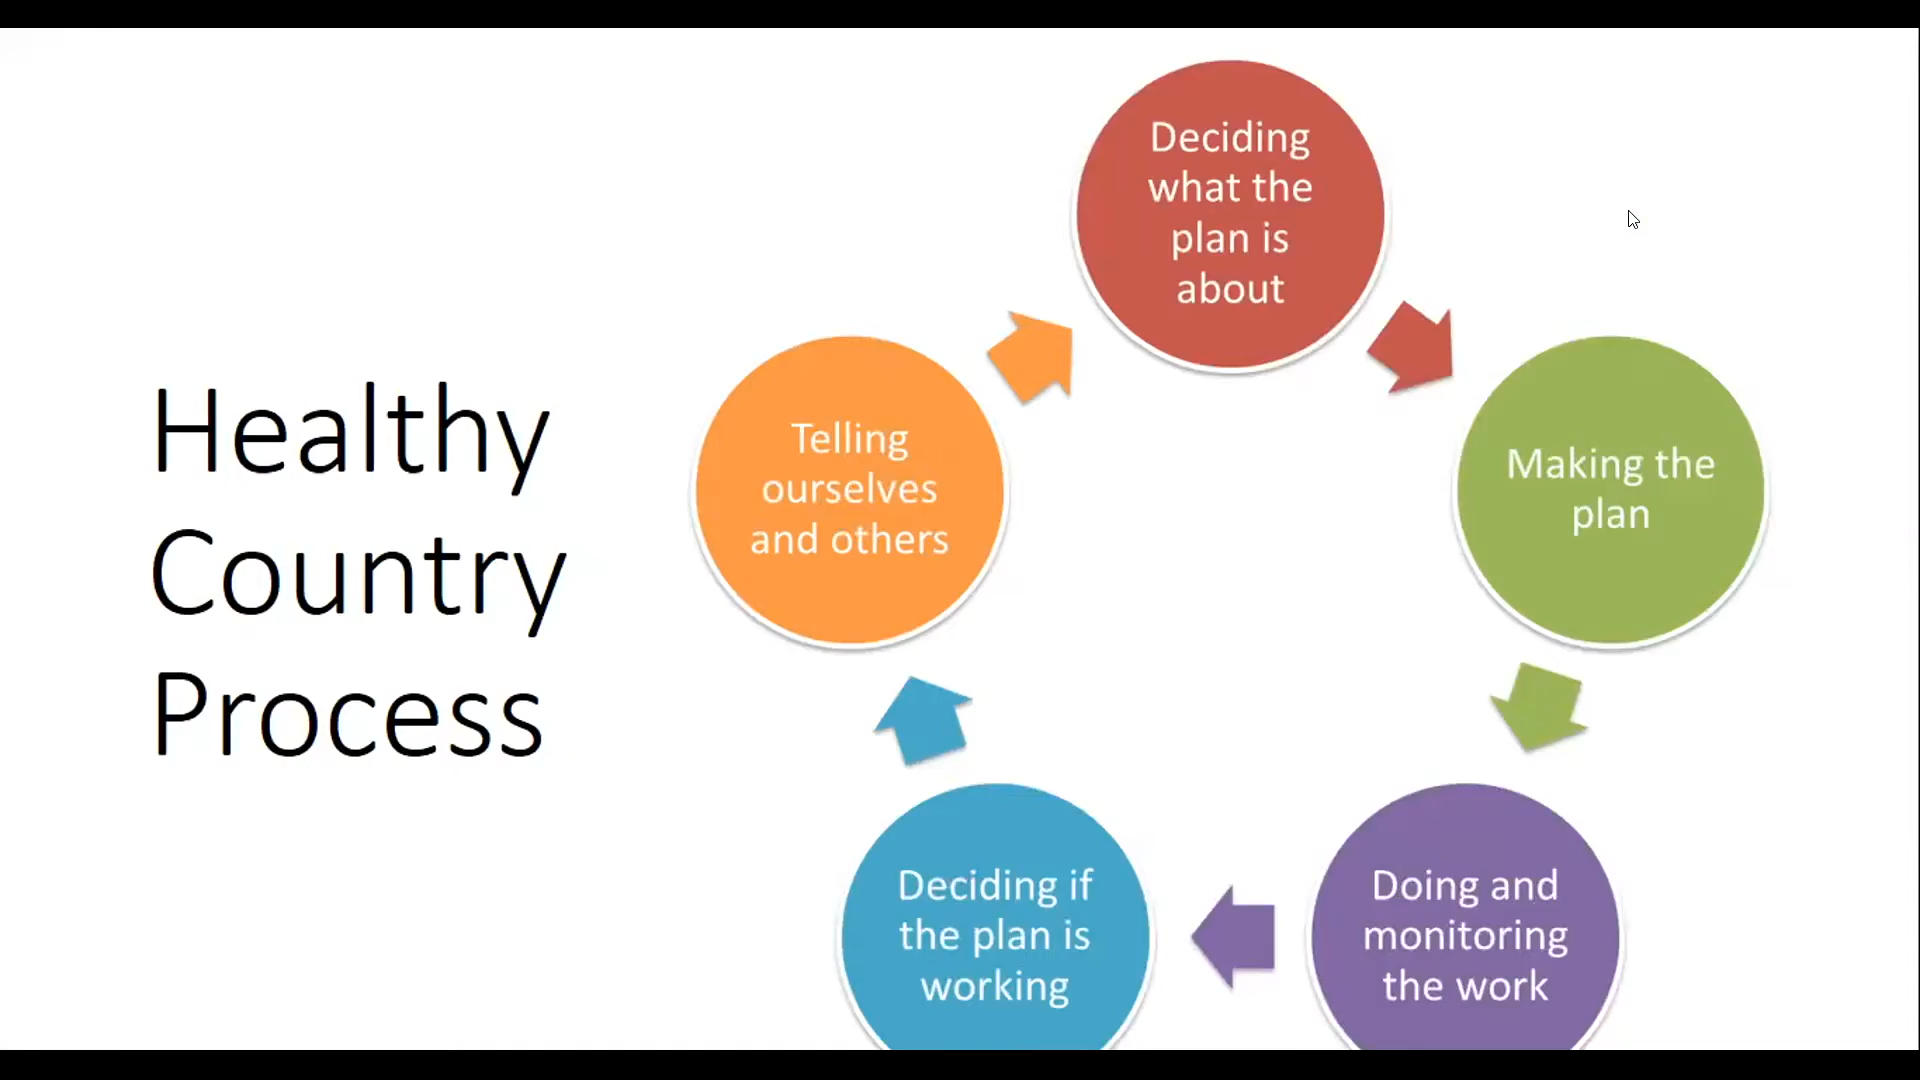 Healthy
Country
Process
Deciding
what the
plan is
about
Making the
plan
Doing and
monitoring
the work
Deciding if
the plan is
working
Telling
ourselves
and others